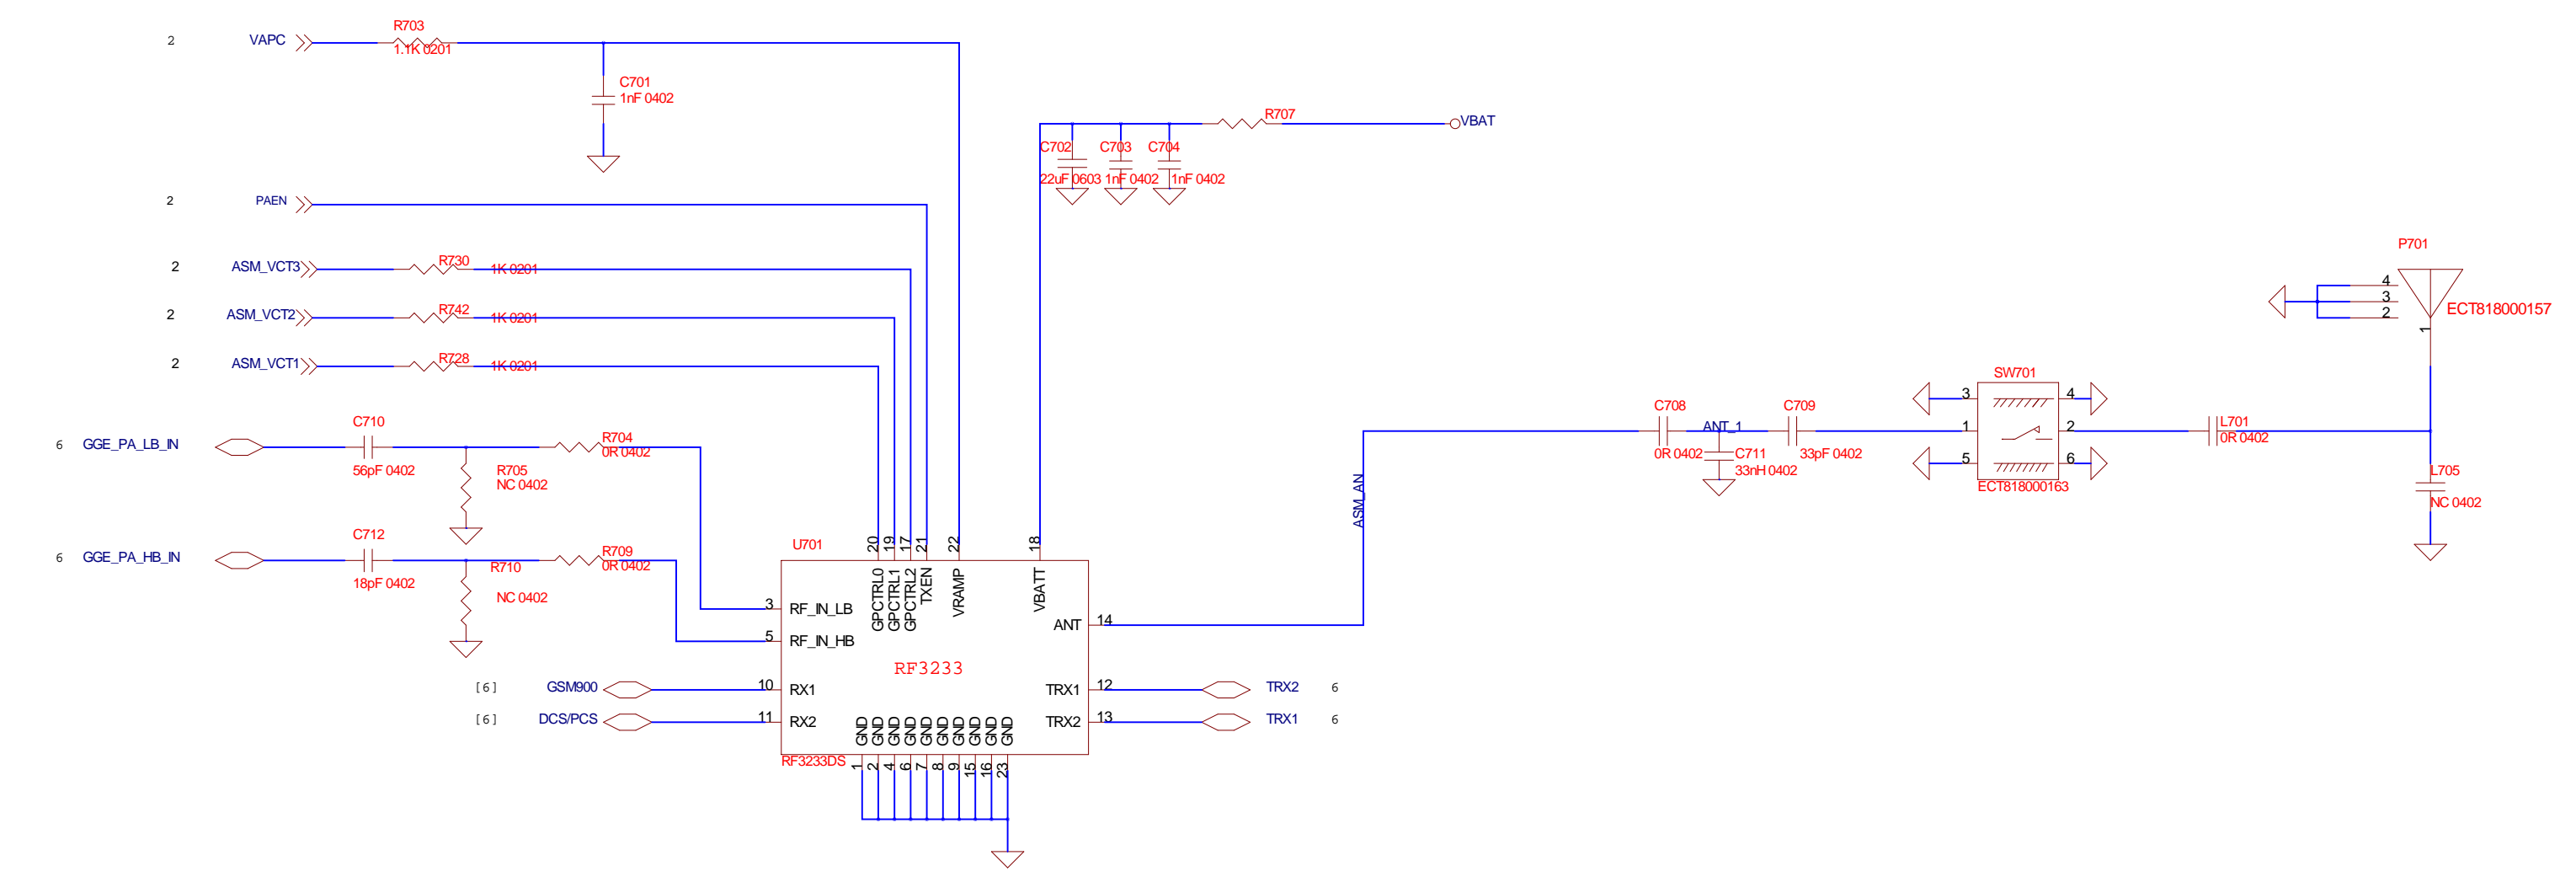 R703
2 VAPC 1.1K 0201
C701
1nF 0402
R707
VBAT
C702 C703 C704
22uF 0603 1nF 0402 1nF 0402
2 PAEN
P701
2 ASM_VCT3 R730 1K 0201
4
3
2
ECT818000157
1
2 ASM_VCT2 R742 1K 0201
2 ASM_VCT1 R728 1K 0201
SW701
3 4
1 2
5 6
ECT818000163
C708 C709
ANT_1
0R 0402 C711 33pF 0402
33nH 0402
L701
0R 0402
L705
NC 0402
C710
6 GGE_PA_LB_IN R704
56pF 0402 0R 0402
R705
NC 0402
ASM_AN
C712
6 GGE_PA_HB_IN R709
0R 0402
18pF 0402 R710
NC 0402
U701
20 19 17 21 22 18
GPCTRL0 GPCTRL1 GPCTRL2 TXEN VRAMP VBATT
3 RF_IN_LB
ANT 14
5 RF_IN_HB
RF3233
[6] GSM900 10 RX1 TRX1 12 TRX2 6
[6] DCS/PCS 11 RX2 TRX2 13 TRX1 6
GND GND GND GND GND GND GND GND GND GND
RF3233DS
1 2 4 6 7 8 9 15 16 23